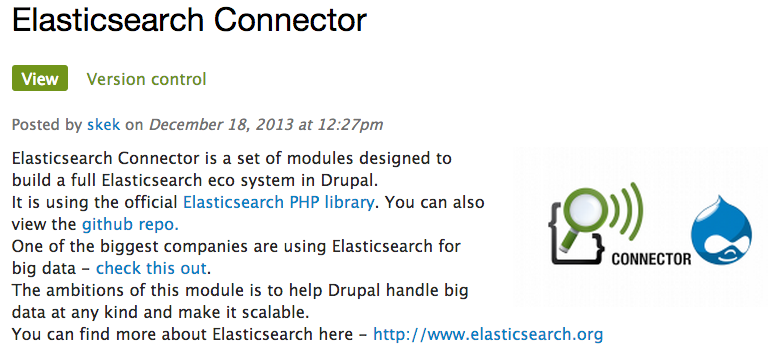 Elasticsearch Connector
View
Version control
Posted by skek on December 18, 2013 at 12:27pm
Elasticsearch Connector is a set of modules designed to
build a full Elasticsearch eco system in Drupal.
It is using the official Elasticsearch PHP library. You can also
view the github repo.
One of the biggest companies are using Elasticsearch for
big data – check this out.
The ambitions of this module is to help Drupal handle big
data at any kind and make it scalable.
You can find more about Elasticsearch here – http://www.elasticsearch.org
CONNECTOR